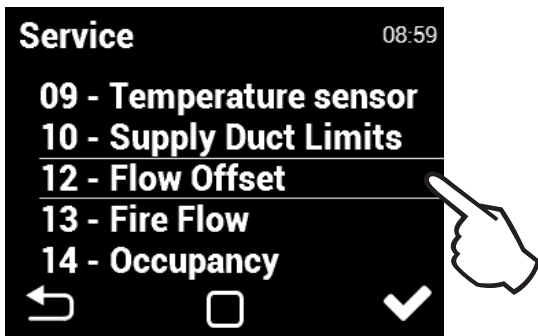 Service 08:59
09 - Temperature sensor
10 - Supply Duct Limits
12 - Flow Offset
13 - Fire Flow
14 - Occupancy